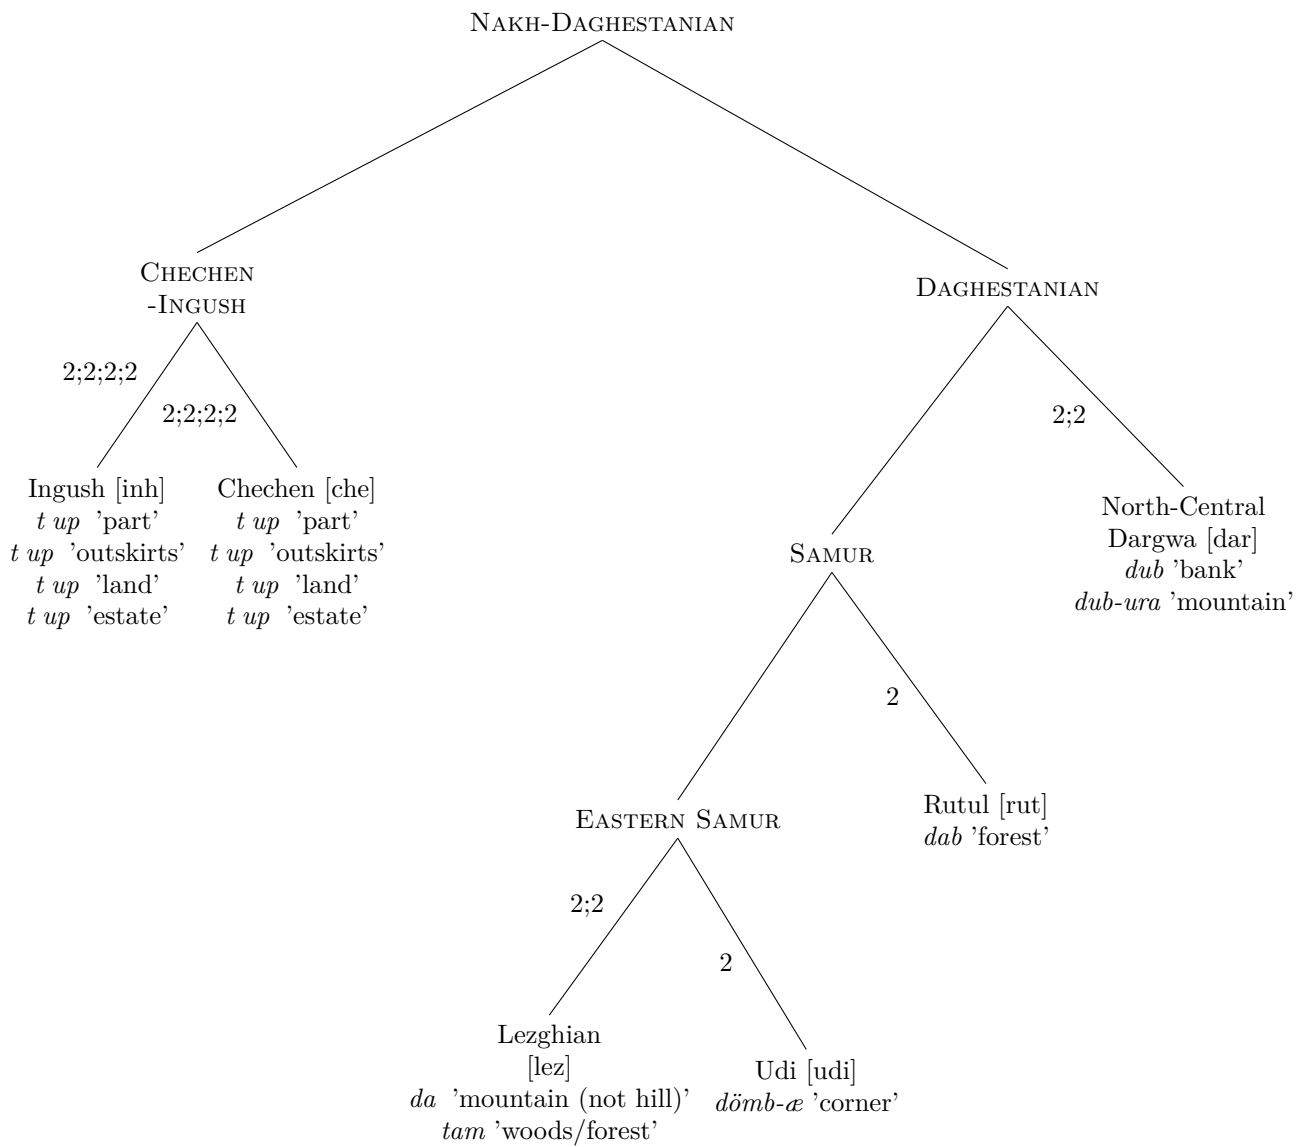 NAKH-DAGHESTANIAN
CHECHEN
-INGUSH
DAGHESTANIAN
2;2;2;2
2;2;2;2
2;2
Ingush [inh]
t up 'part'
t up 'outskirts'
t up 'land'
t up 'estate'
Chechen [che]
t up 'part'
t up 'outskirts'
t up 'land'
t up 'estate'
North-Central
Dargwa [dar]
dub 'bank'
dub-ura 'mountain'
SAMUR
2
EASTERN SAMUR
Rutul [rut]
dab 'forest'
2;2
2
Lezghian
[lez]
da 'mountain (not hill)'
tam 'woods/forest'
Udi [udi]
dömb-æ 'corner'